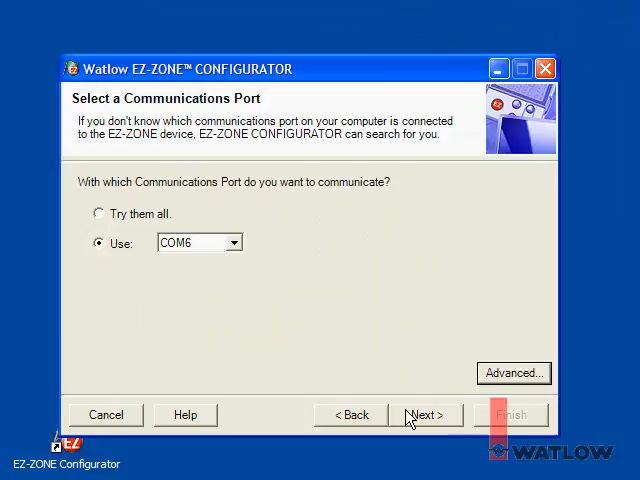 Watlow EZ-ZONE™ CONFIGURATOR
Select a Communications Port
If you don't know which communications port on your computer is connected
to the EZ-ZONE device, EZ-ZONE CONFIGURATOR can search for you.
EZ
With which Communications Port do you want to communicate?
Try them all.
Use: COM6
Advanced...
Cancel Help < Back Next > Finish
EZ
WATLOW
EZ-ZONE Configurator